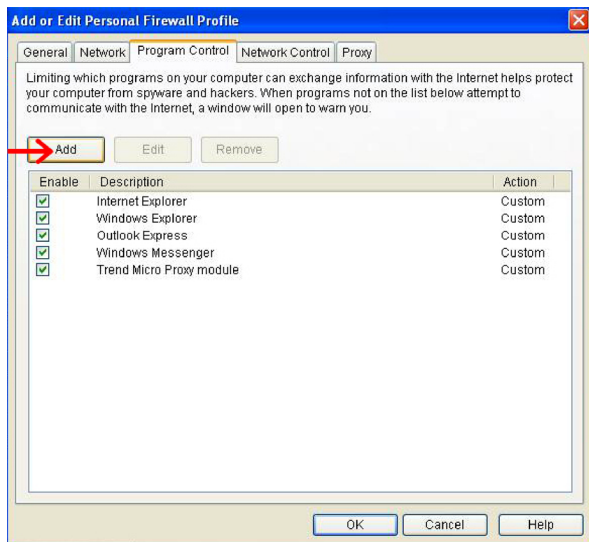 Add or Edit Personal Firewall Profile
General Network Program Control Network Control Proxy
Limiting which programs on your computer can exchange information with the Internet helps protect
your computer from spyware and hackers. When programs not on the list below attempt to
communicate with the Internet, a window will open to warn you.
Add Edit Remove
Enable Description Action
Internet Explorer Custom
Windows Explorer Custom
Outlook Express Custom
Windows Messenger Custom
Trend Micro Proxy module Custom
OK Cancel Help